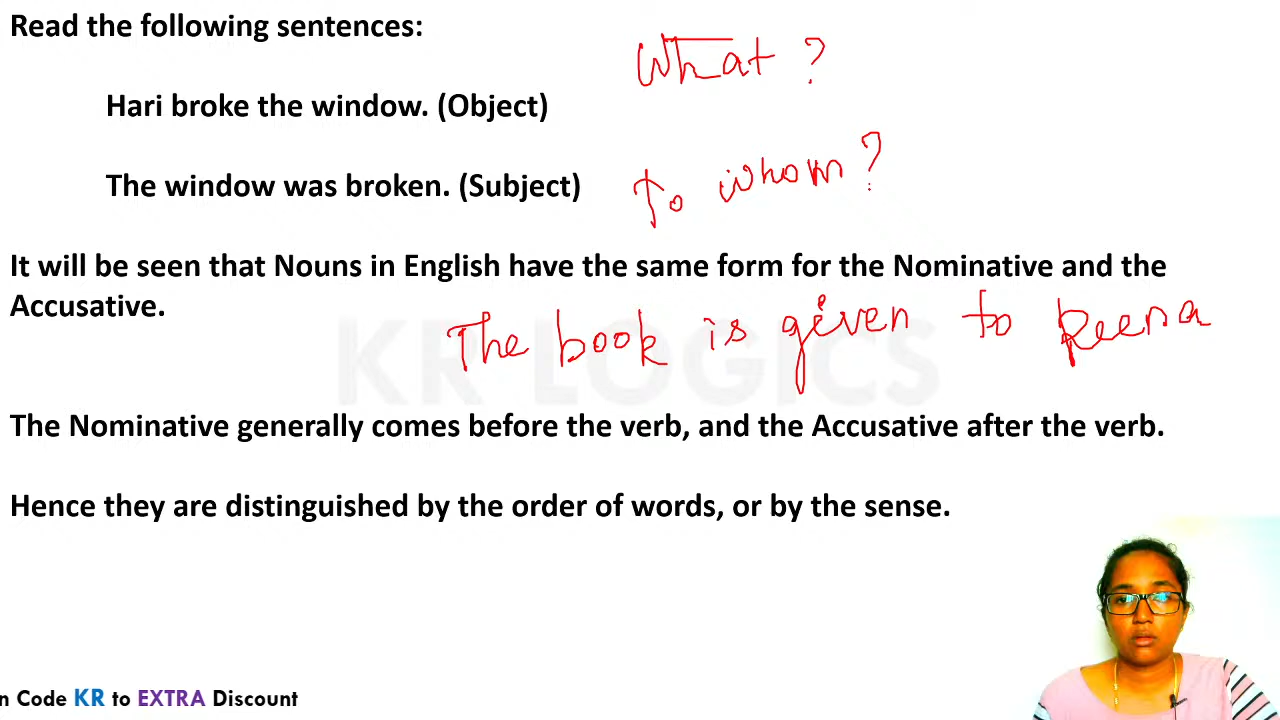 Read the following sentences:
What ?
Hari broke the window. (Object)
To whom?
The window was broken. (Subject)
It will be seen that Nouns in English have the same form for the Nominative and the
Accusative.
The book is given to Reena
KR LOGICS
The Nominative generally comes before the verb, and the Accusative after the verb.
Hence they are distinguished by the order of words, or by the sense.
n Code KR to EXTRA Discount